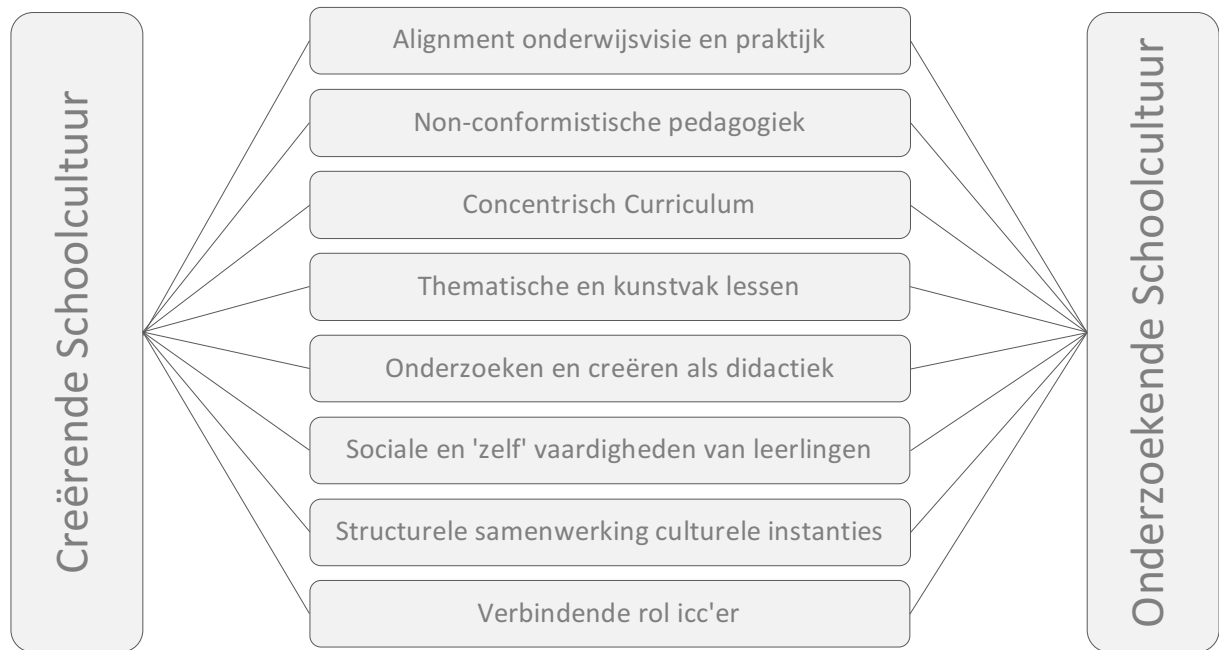 Creërende Schoolcultuur
Alignment onderwijsvisie en praktijk
Non-conformistische pedagogiek
Concentrisch Curriculum
Thematische en kunstvak lessen
Onderzoeken en creëren als didactiek
Sociale en 'zelf' vaardigheden van leerlingen
Structurele samenwerking culturele instanties
Verbindende rol icc'er
Onderzoekende Schoolcultuur